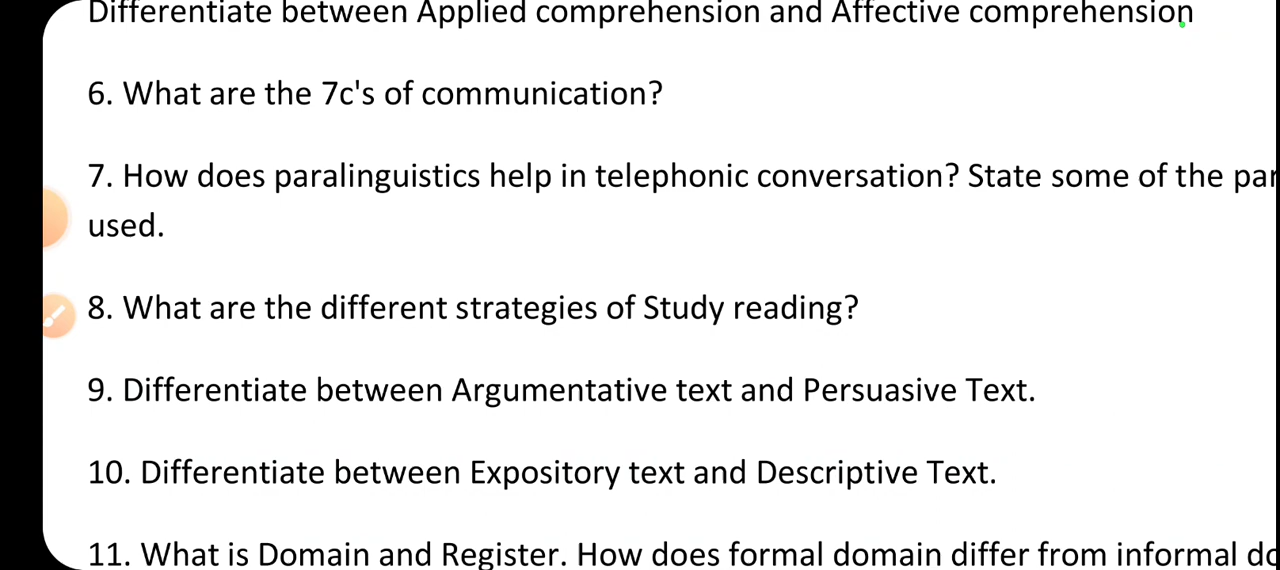 Differentiate between Applied comprehension and Affective comprehension
6. What are the 7c's of communication?
7. How does paralinguistics help in telephonic conversation? State some of the
used.
8. What are the different strategies of Study reading?
9. Differentiate between Argumentative text and Persuasive Text.
10. Differentiate between Expository text and Descriptive Text.
11. What is Domain and Register. How does formal domain differ from informal